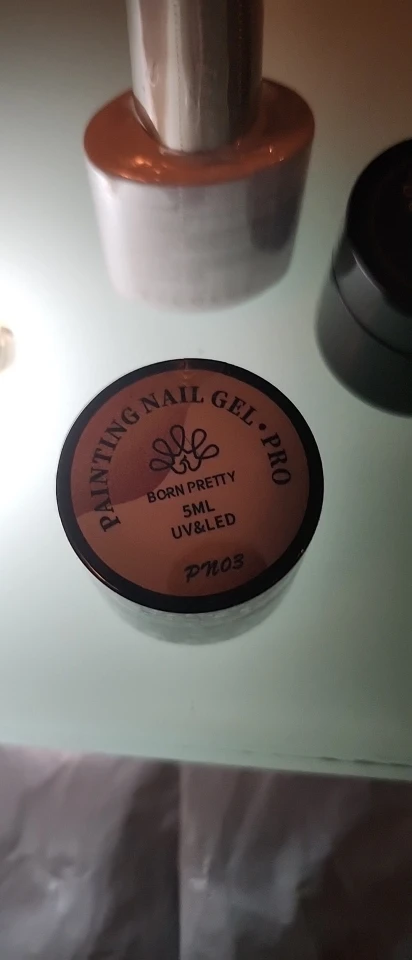 PAINTING NAIL GEL • PRO
BORN PRETTY
5ML
UV&LED
PN03